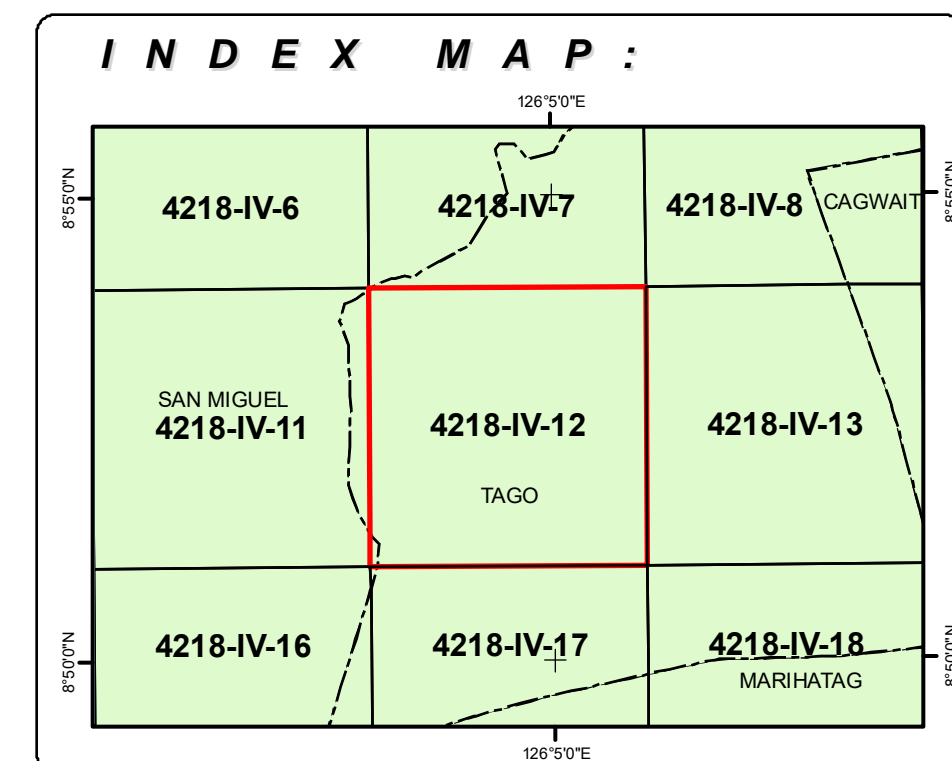 INDEX MAP:
126°5'0"E
8°55'0"N
8°55'0"N
4218-IV-6
4218-IV-7
4218-IV-8
CAGWAIT
SAN MIGUEL
4218-IV-11
4218-IV-12
4218-IV-13
TAGO
8°50'0"N
8°50'0"N
4218-IV-16
4218-IV-17
4218-IV-18
MARIHATAG
126°5'0"E